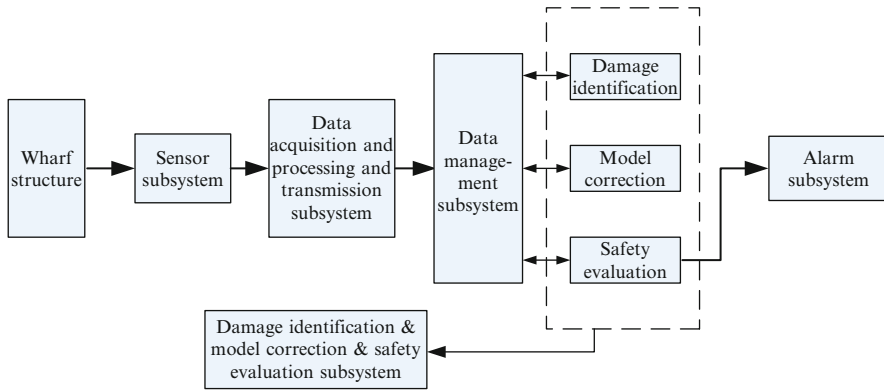 Wharf
structure
Sensor
subsystem
Data
acquisition and
processing and
transmission
subsystem
Data
manage-
ment
subsystem
Damage
identification
Model
correction
Safety
evaluation
Alarm
subsystem
Damage identification &
model correction & safety
evaluation subsystem